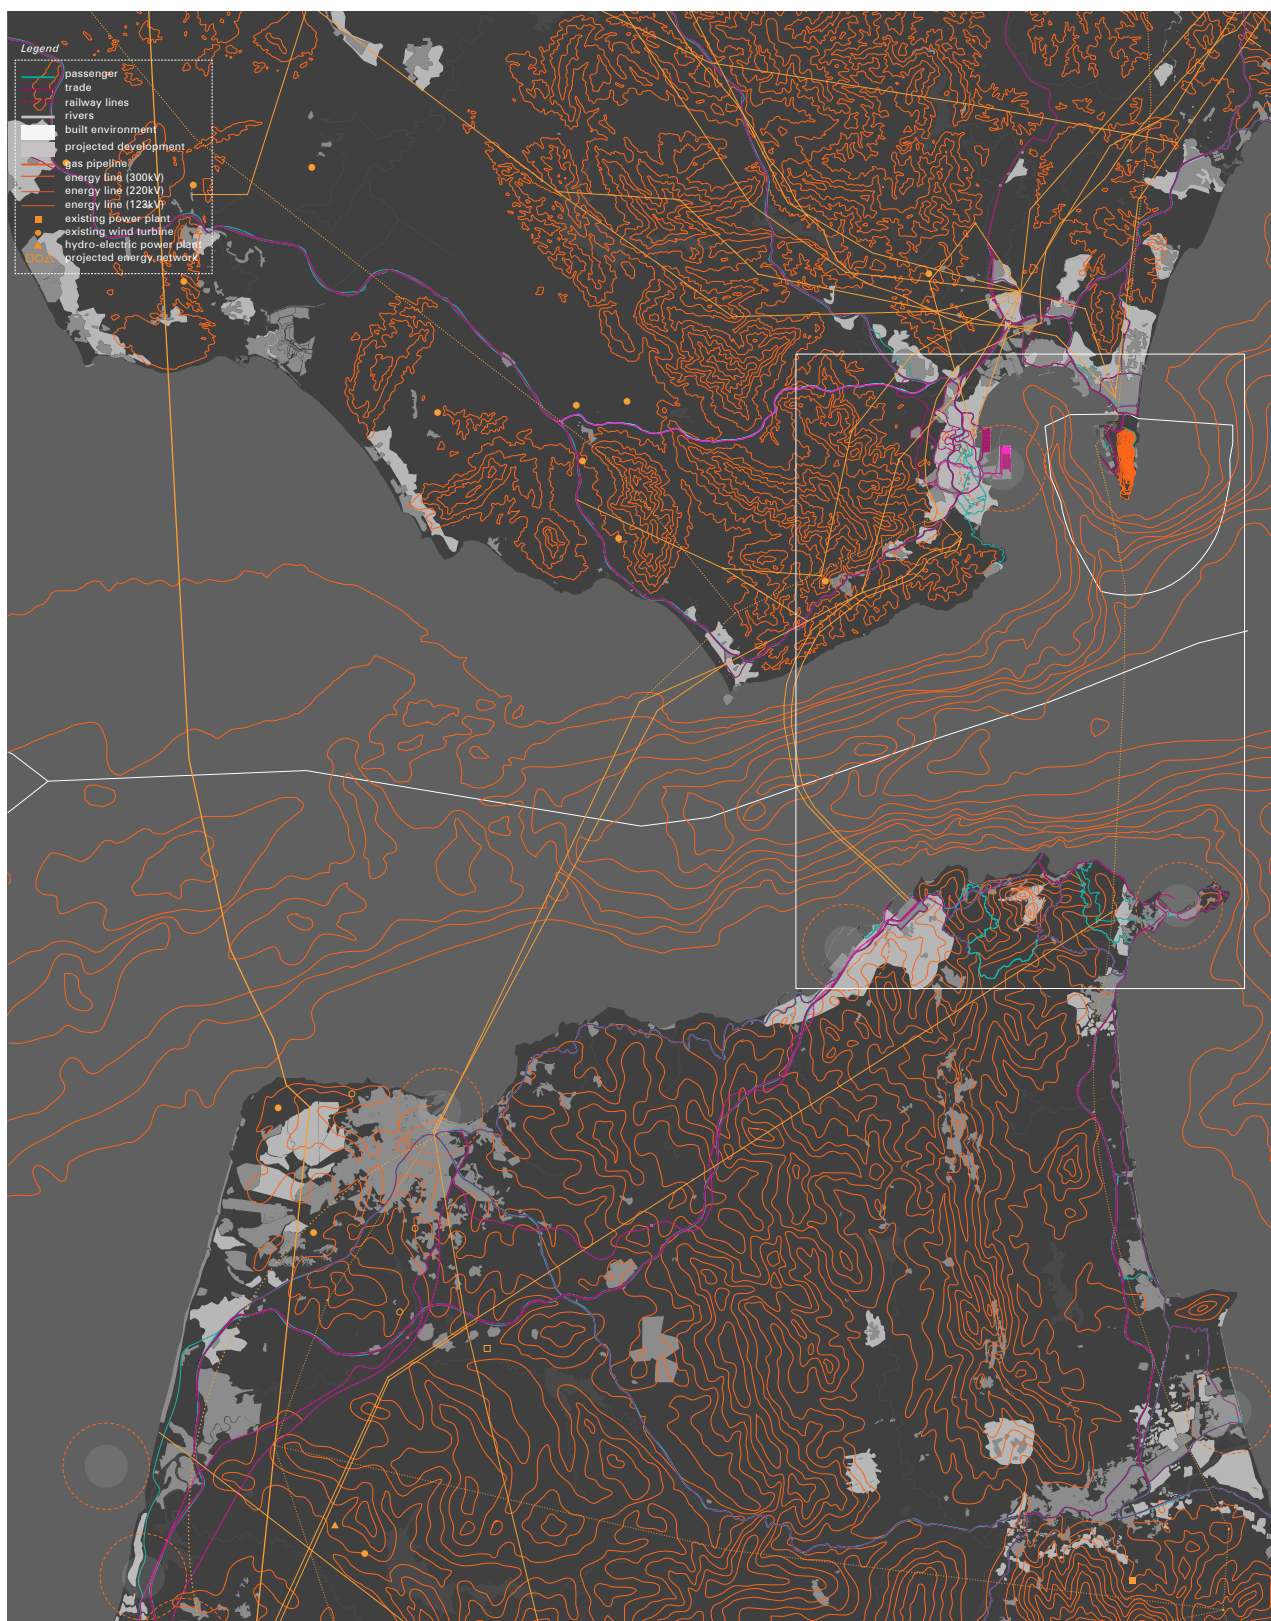 Legend
passenger
trade
railway lines
rivers
built environment
projected development
gas pipeline
energy line (300kV)
energy line (220kV)
energy line (123kV)
existing power plant
existing wind turbine
hydro-electric power plant
projected energy network